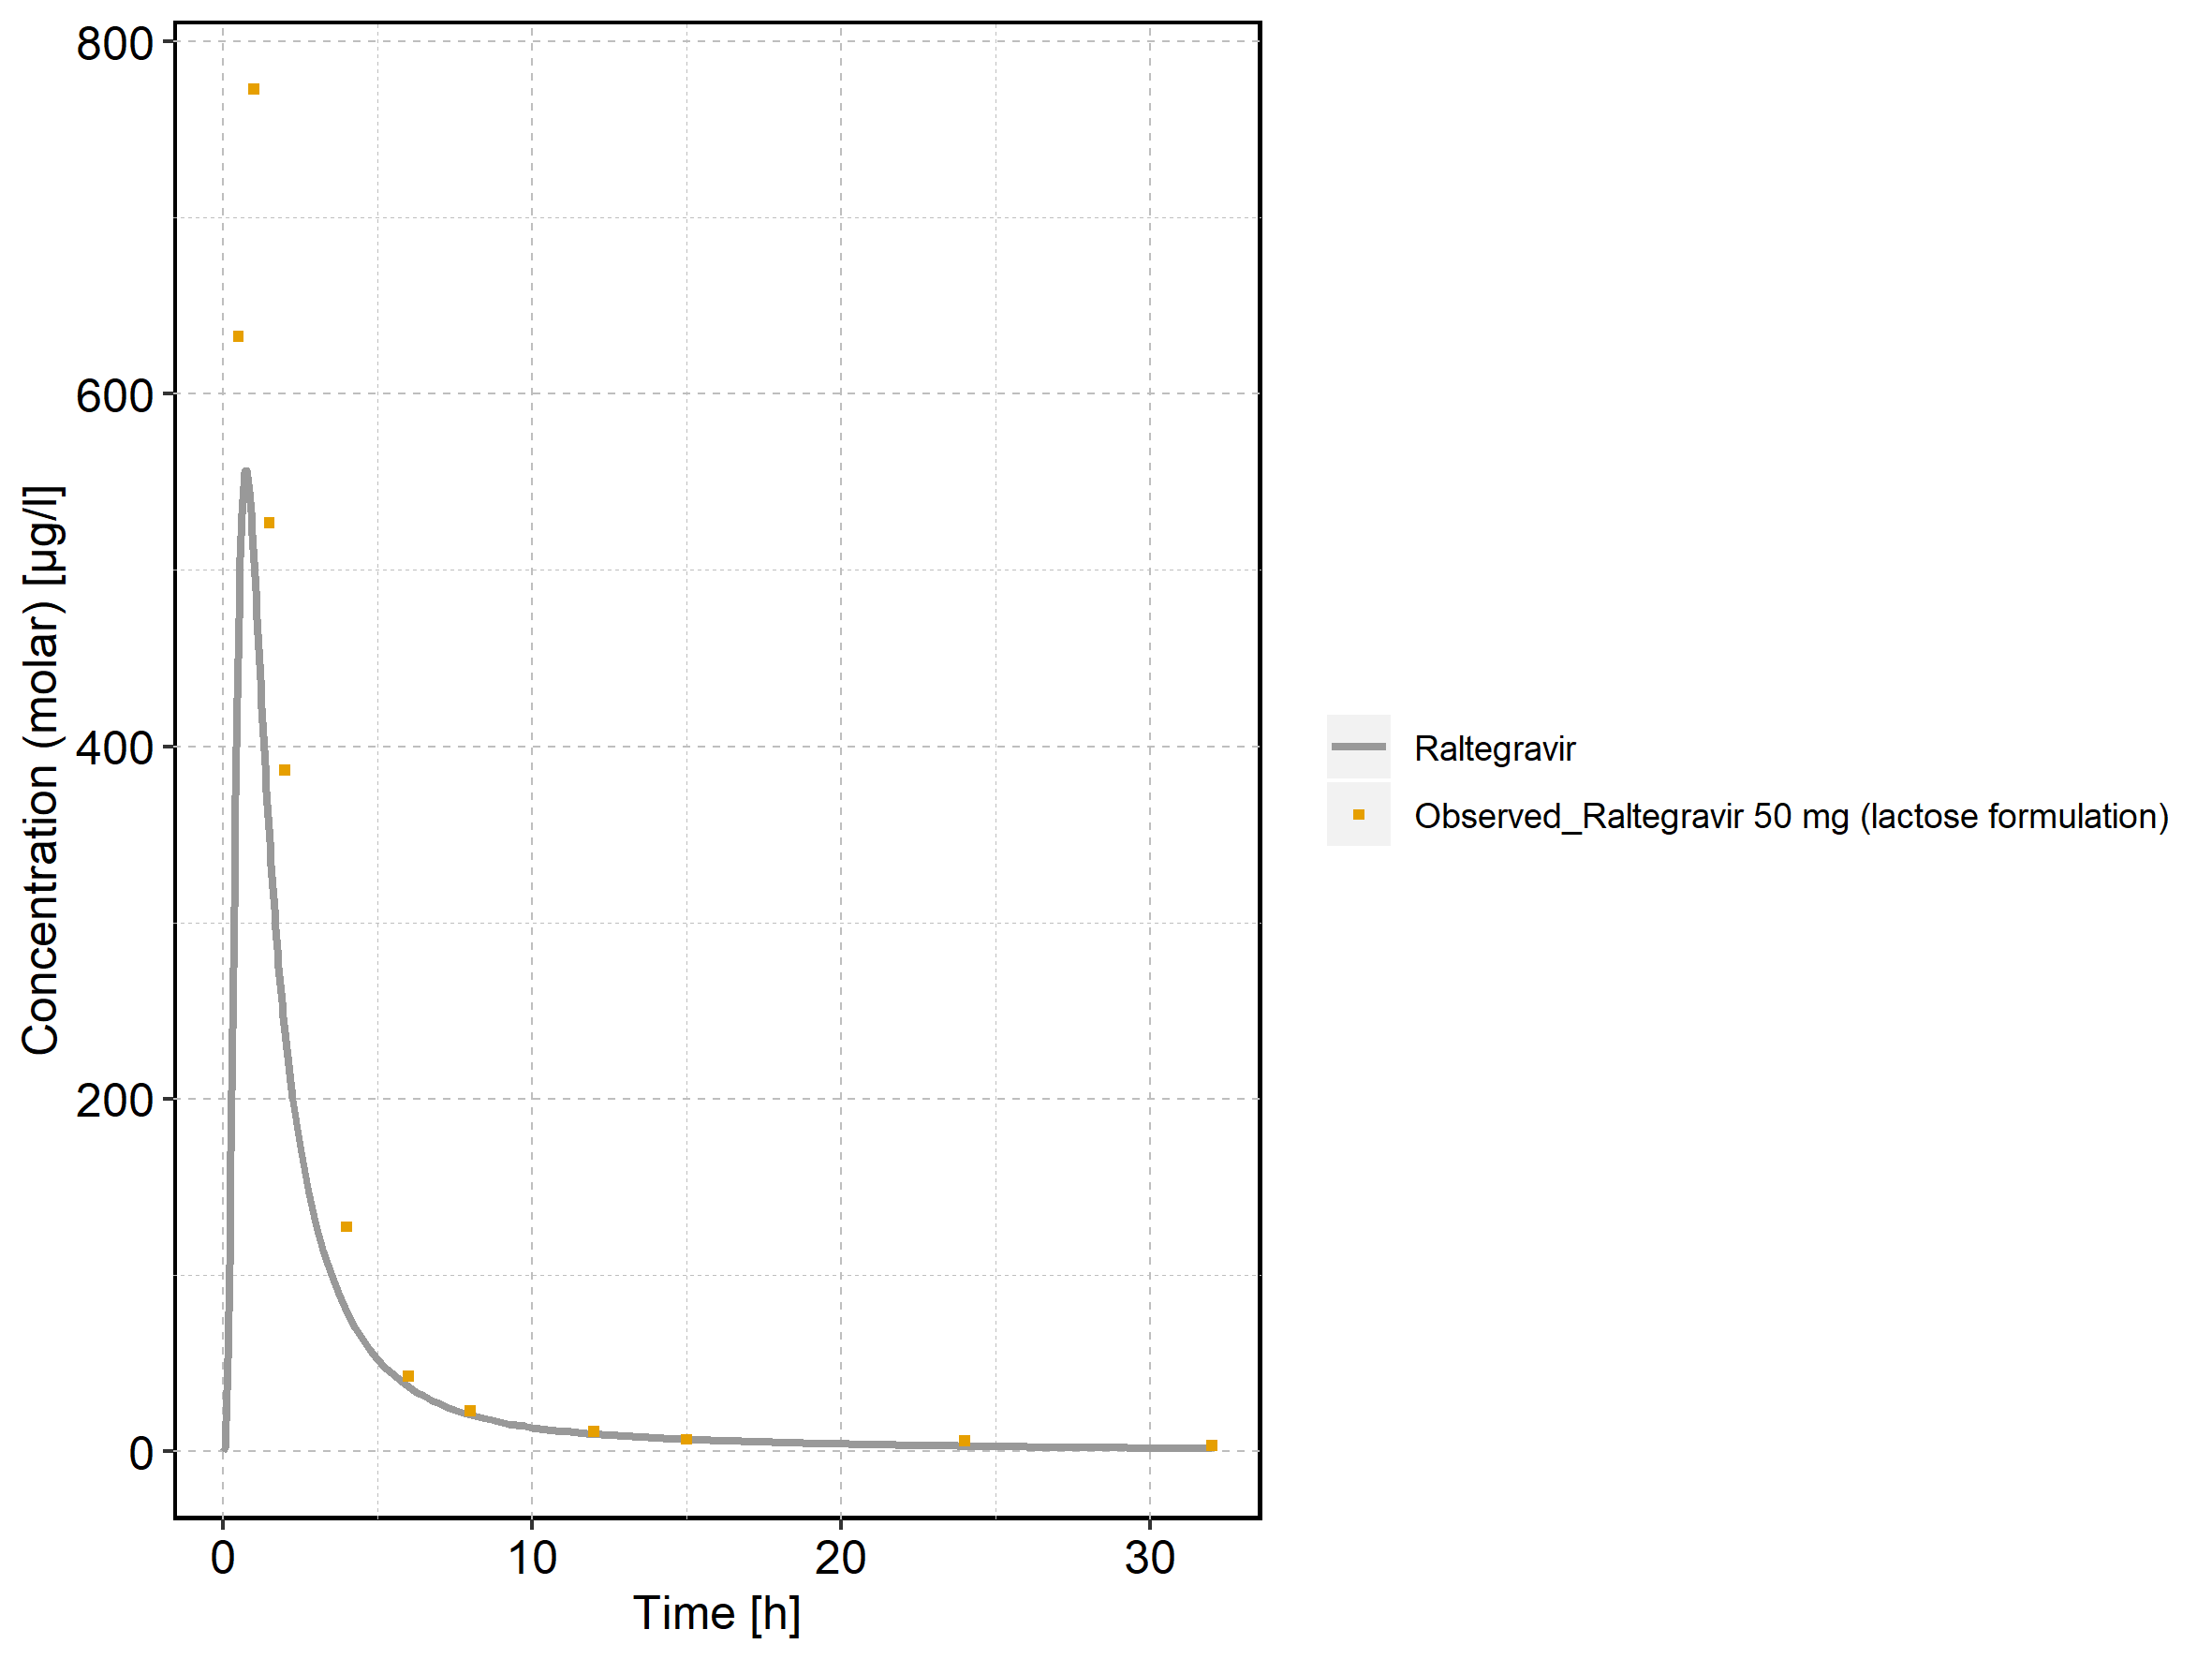 Concentration (molar) [µg/l]
800
600
400
200
0
0 10 20 30
Time [h]
Raltegravir
Observed_Raltegravir 50 mg (lactose formulation)